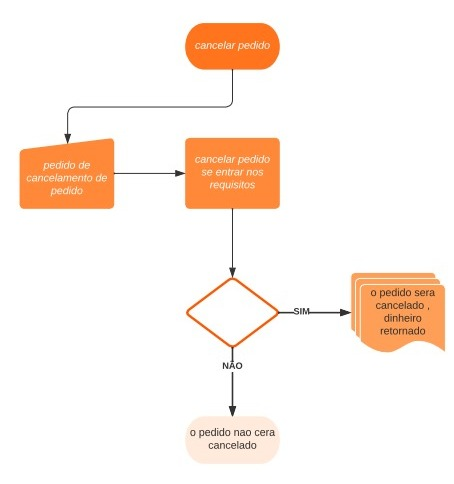 cancelar pedido
pedido de
cancelamento de
pedido
cancelar pedido
se entrar nos
requisitos
SIM
o pedido sera
cancelado ,
dinheiro
retornado
NÃO
o pedido nao cera
cancelado